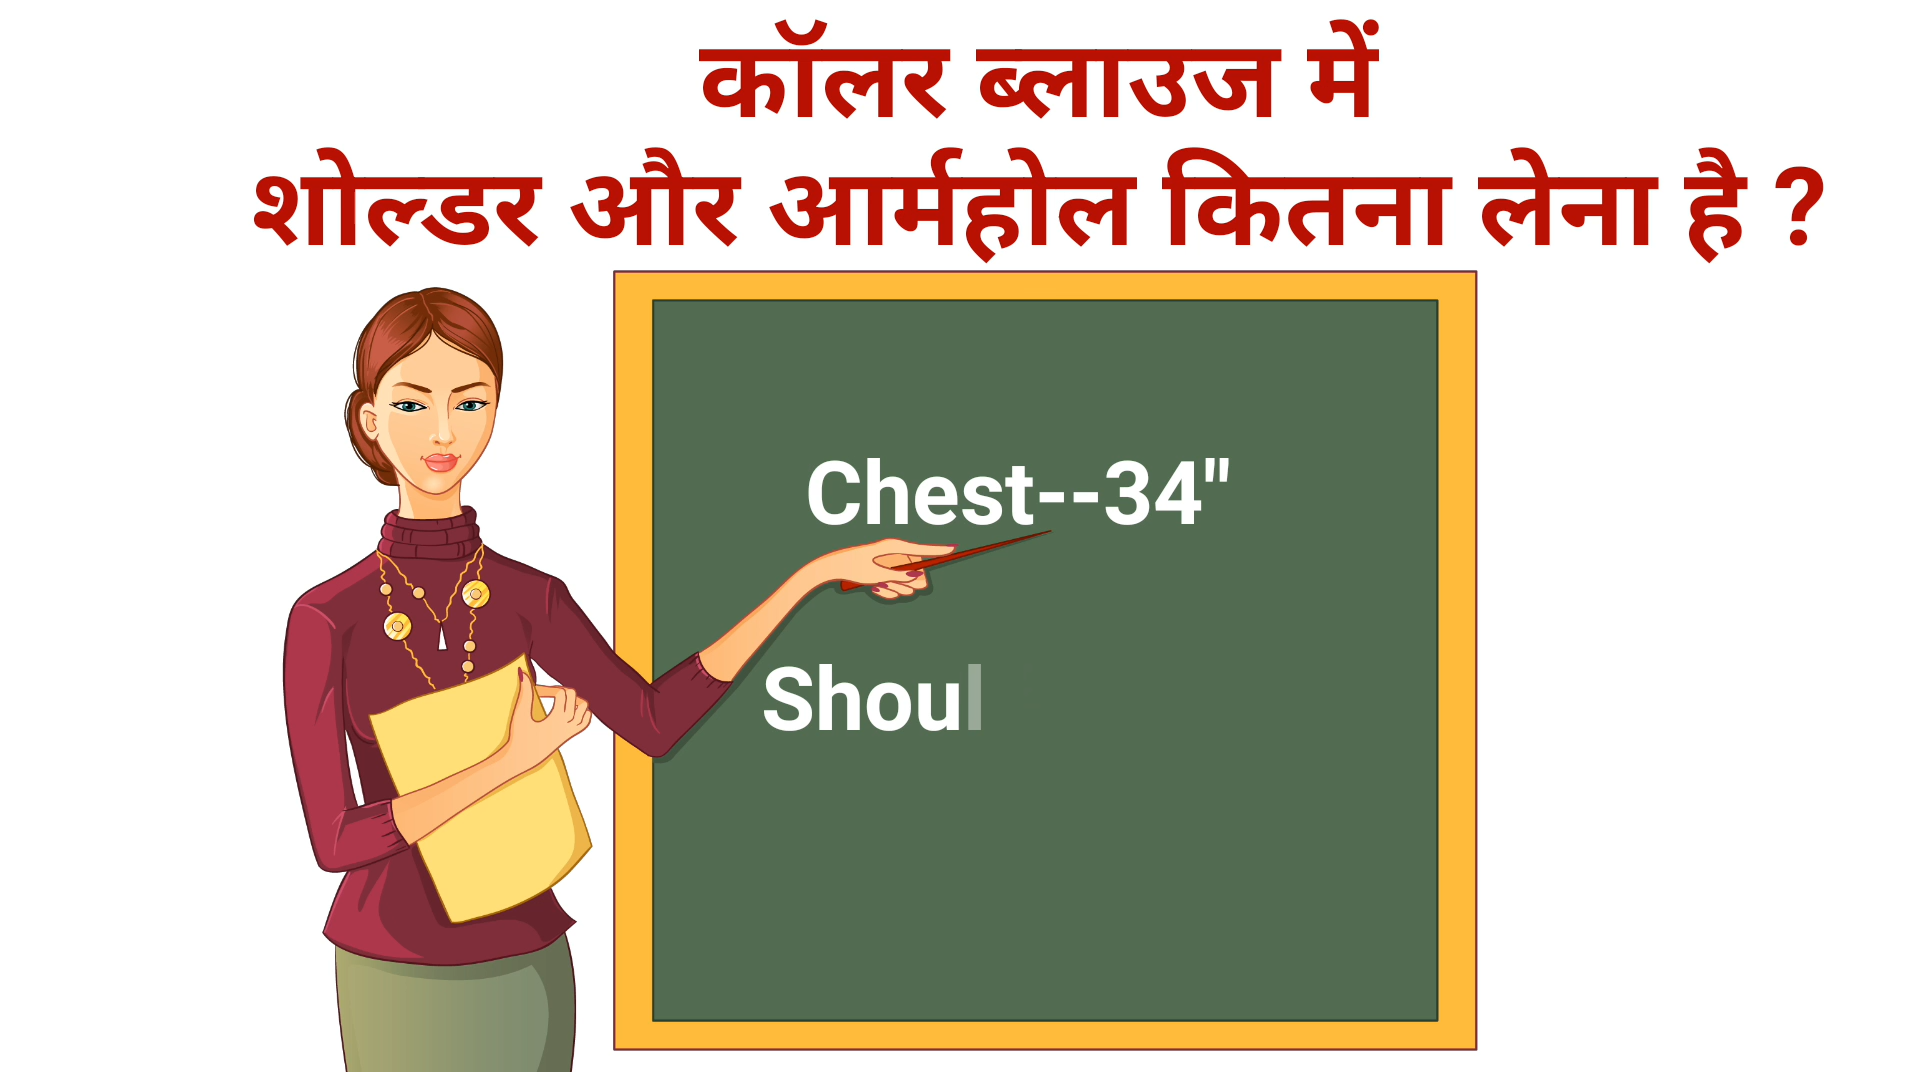 कॉलर ब्लाउज में
शोल्डर और आर्महोल कितना लेना है ?
Chest--34"
Shoul